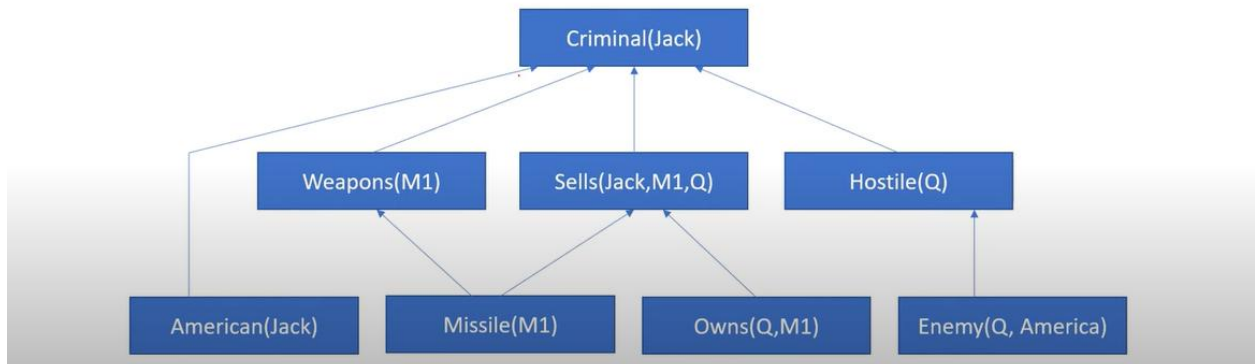 Criminal(Jack)
Weapons(M1)
Sells(Jack,M1,Q)
Hostile(Q)
American(Jack)
Missile(M1)
Owns(Q,M1)
Enemy(Q, America)